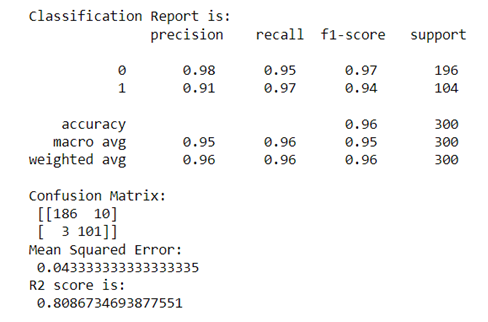 Classification Report is:
precision recall f1-score support
0 0.98 0.95 0.97 196
1 0.91 0.97 0.94 104
accuracy 0.96 300
macro avg 0.95 0.96 0.95 300
weighted avg 0.96 0.96 0.96 300
Confusion Matrix:
[[186 10]
[ 3 101]]
Mean Squared Error:
0.043333333333333335
R2 score is:
0.8086734693877551